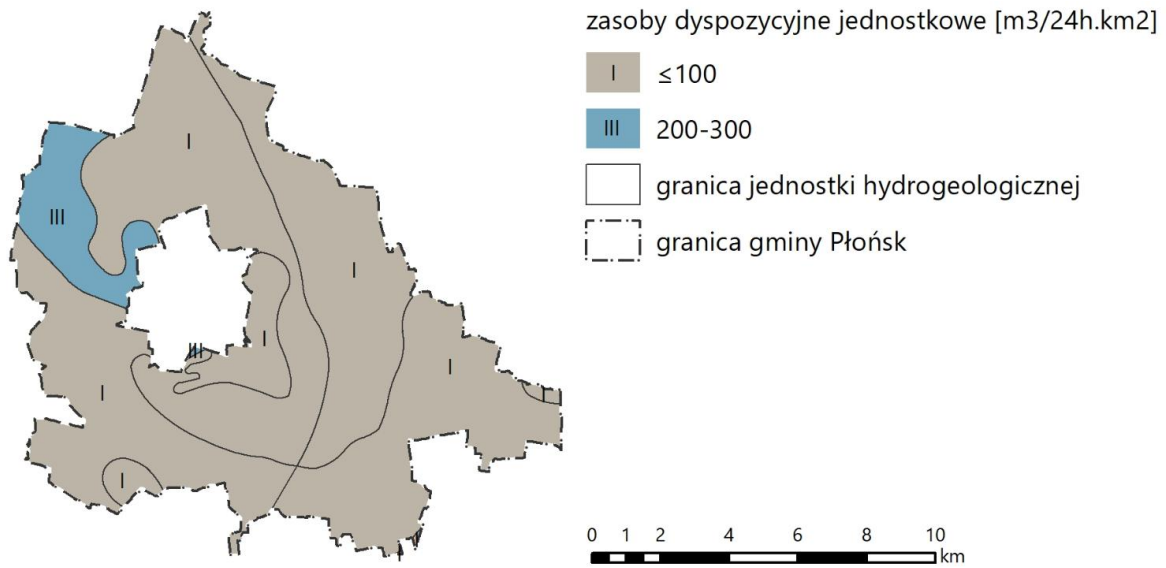 zasoby dyspozycyjne jednostkowe [m3/24h.km2]
I ≤100
III 200-300
granica jednostki hydrogeologicznej
granica gminy Płońsk
I
III
I
I
III
I
I
I
I
I
I
0 1 2 4 6 8 10
km